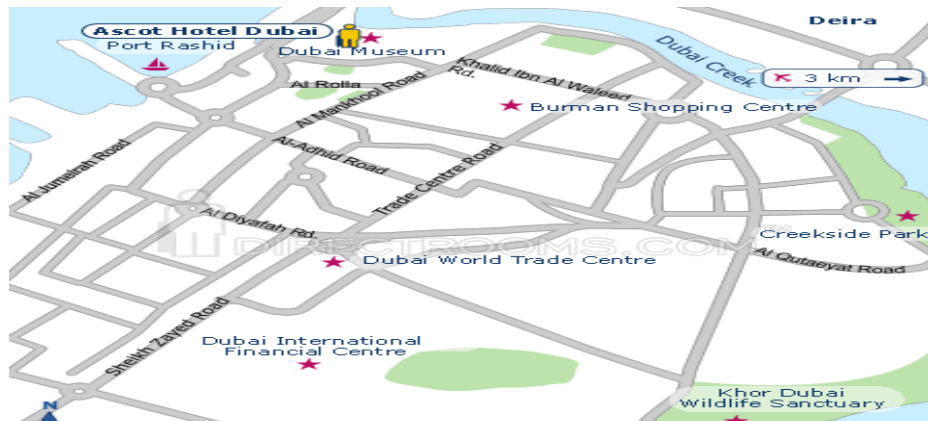 Deira
Ascot Hotel Dubai
Port Rashid
Dubai Museum
Dubai Creek
Khalid Ibn Al Waleed
Rd.
3 km
Al Rolla
Al Mankhool Road
Burman Shopping Centre
Al-Adhid Road
Al Jumeirah Road
Trade Centre Road
Al Diyafah Rd.
DIRECTROOMS.COM™
Creekside Park
Dubai World Trade Centre
Al Qutaeyat Road
Sheikh Zayed Road
Dubai International
Financial Centre
Khor Dubai
Wildlife Sanctuary
N